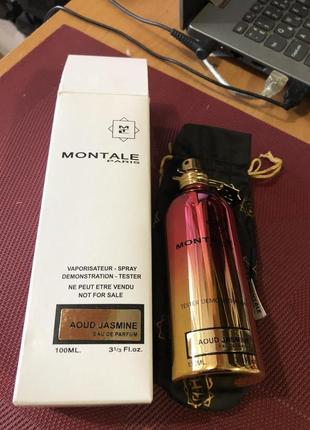 MONTALE
PARIS
VAPORISATEUR - SPRAY
DEMONSTRATION - TESTER
NE PEUT ETRE VENDU
NOT FOR SALE
AOUD JASMINE
EAU DE PARFUM
100ML. 3⅓ Fl.oz.
MONTALE
TESTER
AOUD JASMINE